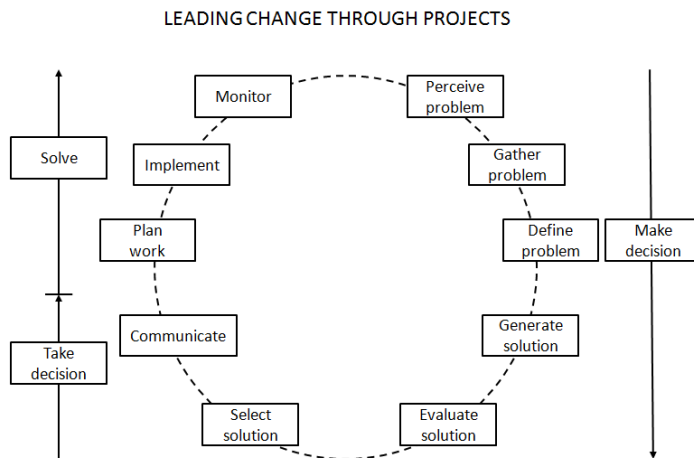 LEADING CHANGE THROUGH PROJECTS
Monitor
Perceive
problem
Solve
Implement
Gather
problem
Plan
work
Define
problem
Make
decision
Communicate
Generate
solution
Take
decision
Select
solution
Evaluate
solution